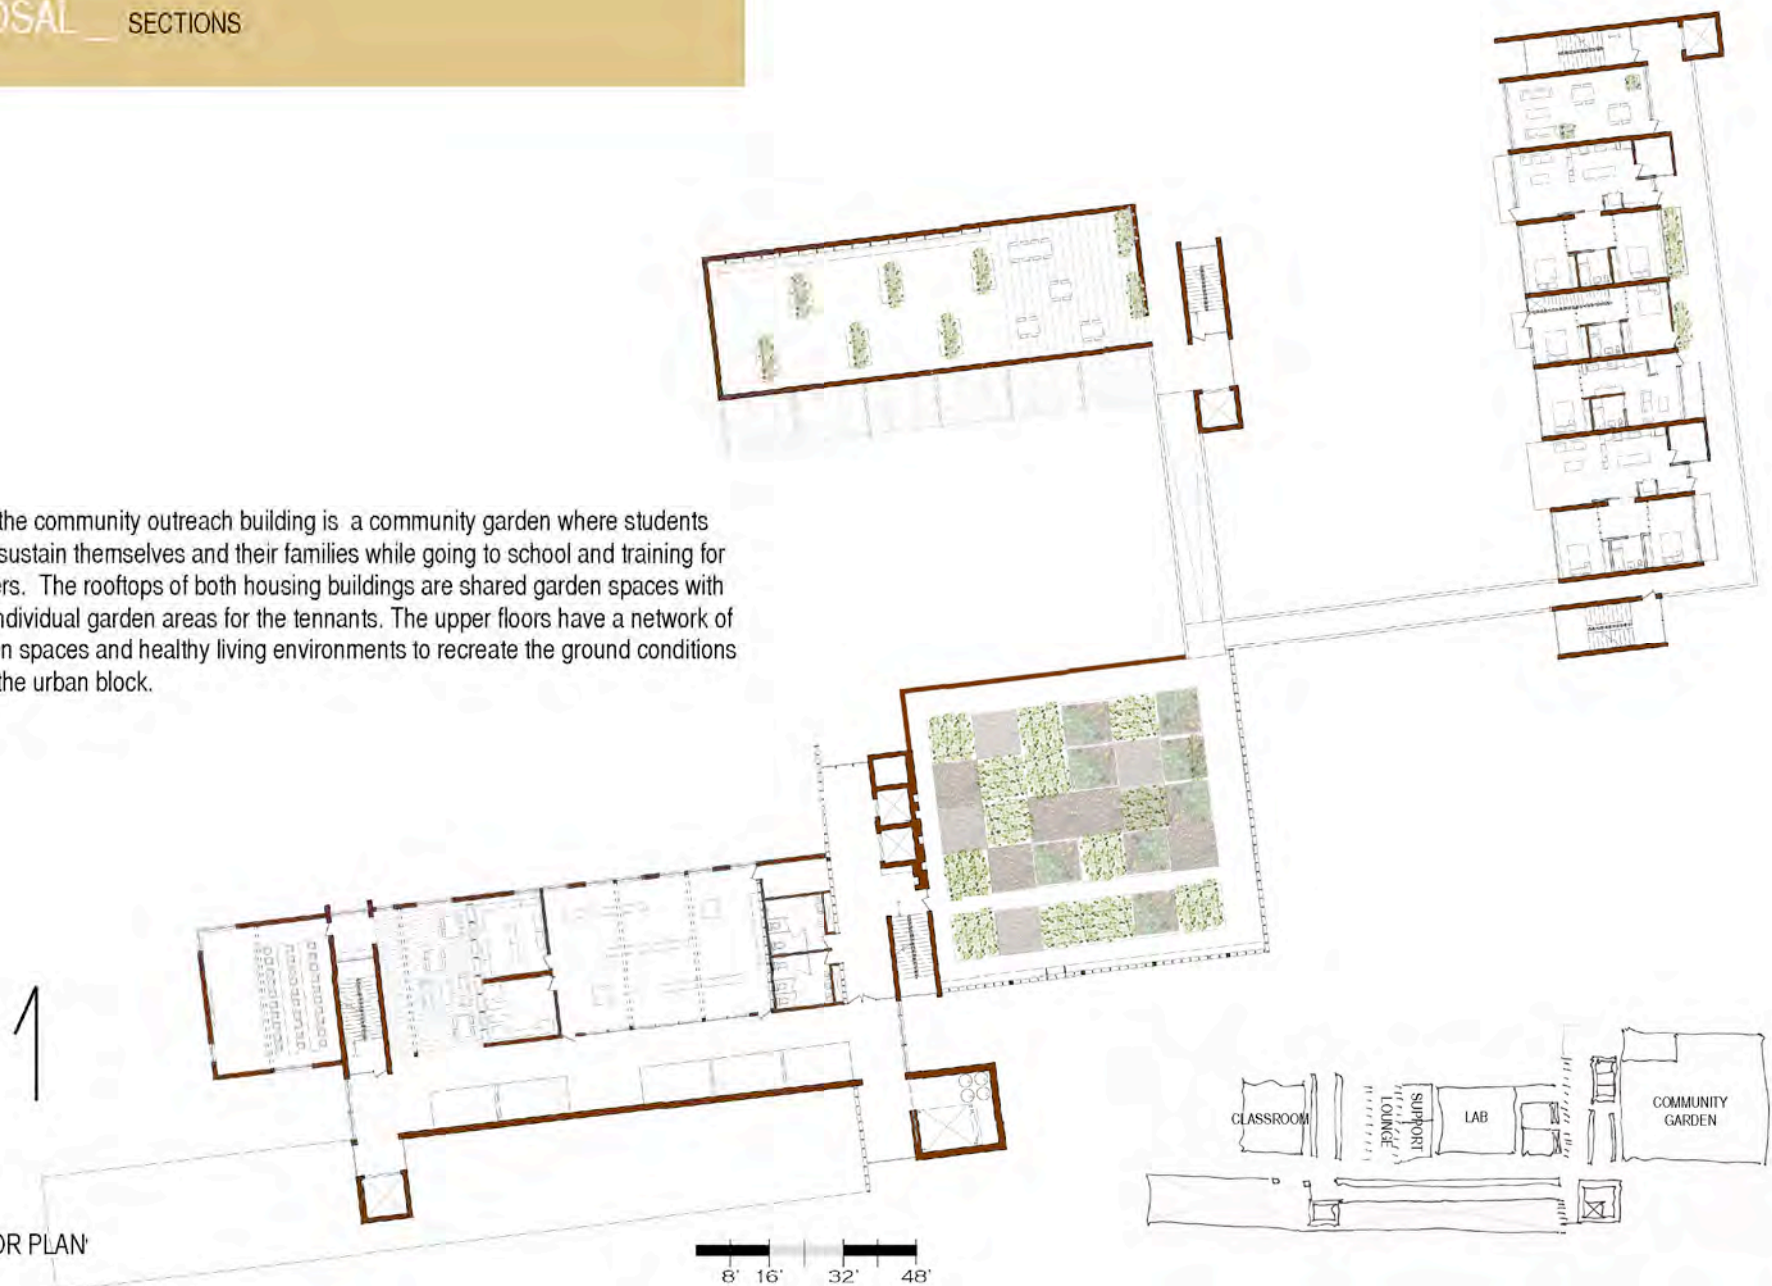 OSAL _ SECTIONS
the community outreach building is a community garden where students
sustain themselves and their families while going to school and training for
ers. The rooftops of both housing buildings are shared garden spaces with
ndividual garden areas for the tennants. The upper floors have a network of
n spaces and healthy living environments to recreate the ground conditions
the urban block.
1
OR PLAN
8' 16' 32' 48'
CLASSROOM
LOUNGE
SUPPORT
LAB
COMMUNITY
GARDEN